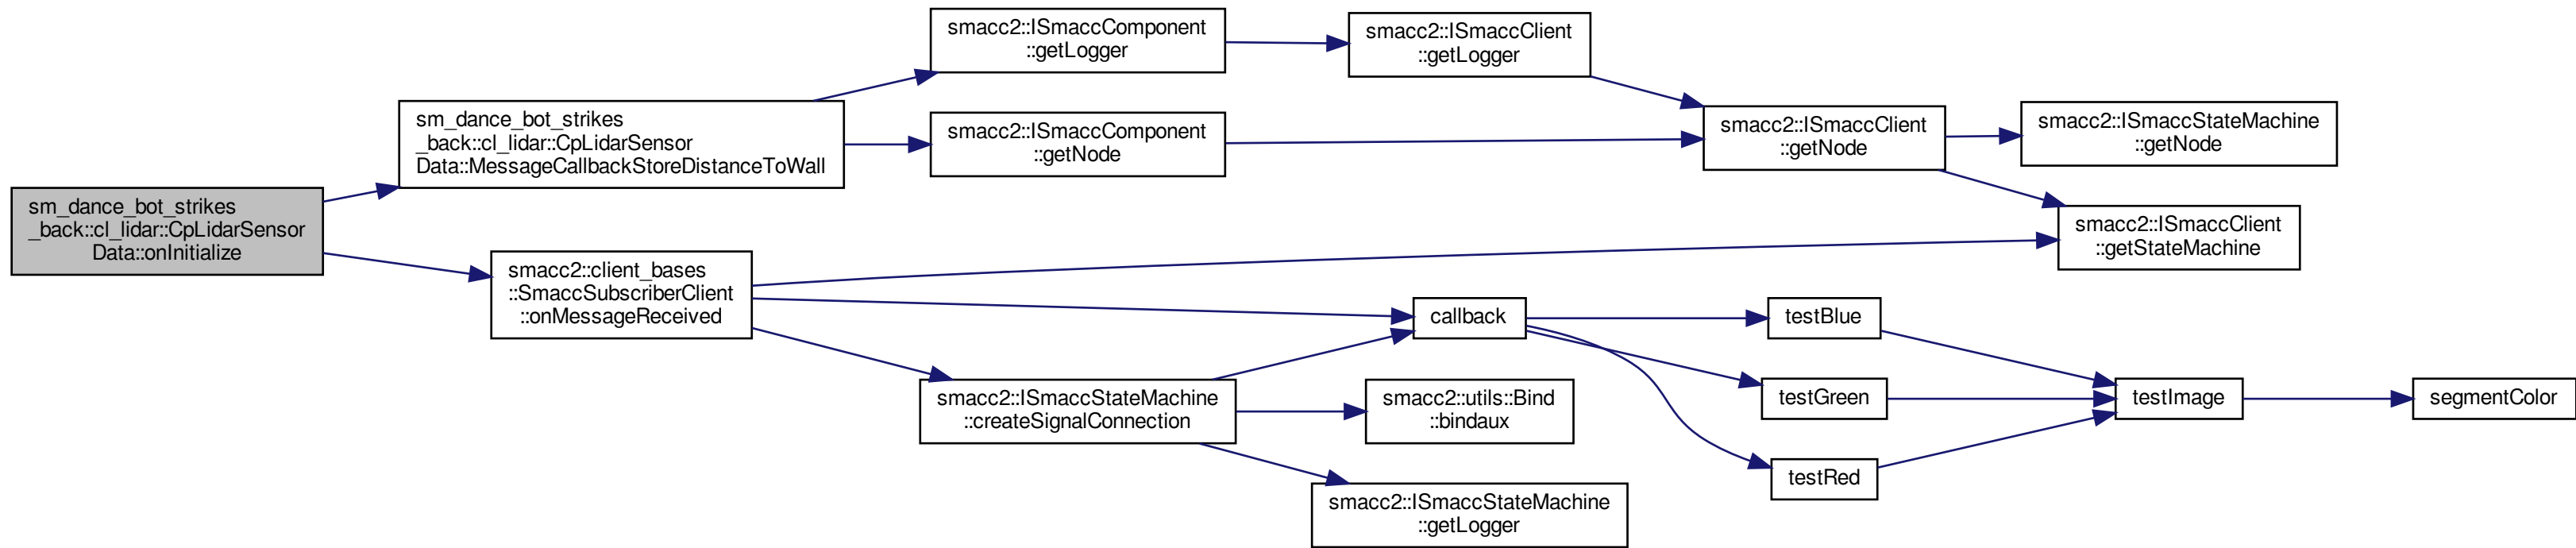 sm_dance_bot_strikes
_back::cl_lidar::CpLidarSensor
Data::onInitialize
sm_dance_bot_strikes
_back::cl_lidar::CpLidarSensor
Data::MessageCallbackStoreDistanceToWall
smacc2::ISmaccComponent
::getLogger
smacc2::ISmaccClient
::getLogger
smacc2::ISmaccComponent
::getNode
smacc2::ISmaccClient
::getNode
smacc2::ISmaccStateMachine
::getNode
smacc2::ISmaccClient
::getStateMachine
smacc2::client_bases
::SmaccSubscriberClient
::onMessageReceived
callback
testBlue
smacc2::ISmaccStateMachine
::createSignalConnection
smacc2::utils::Bind
::bindaux
testGreen
testImage
segmentColor
testRed
smacc2::ISmaccStateMachine
::getLogger